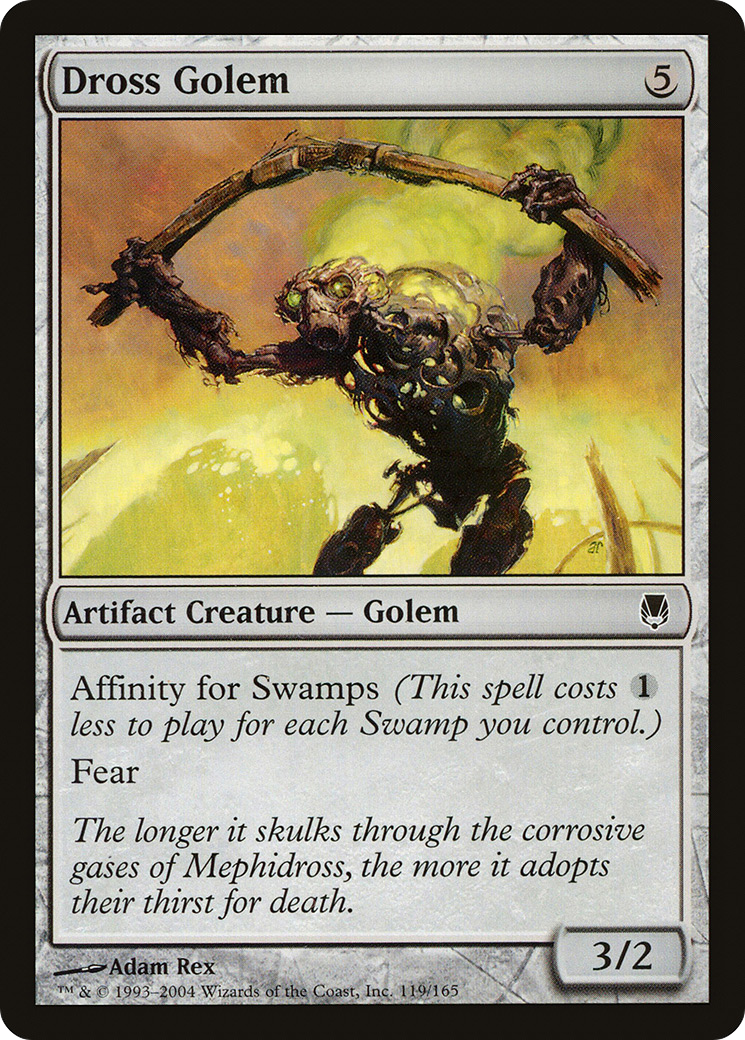 Dross Golem 5
ar
Artifact Creature — Golem
Affinity for Swamps (This spell costs 1
less to play for each Swamp you control.)
Fear
The longer it skulks through the corrosive
gases of Mephidross, the more it adopts
their thirst for death.
3/2
Adam Rex
™ & © 1993–2004 Wizards of the Coast, Inc. 119/165